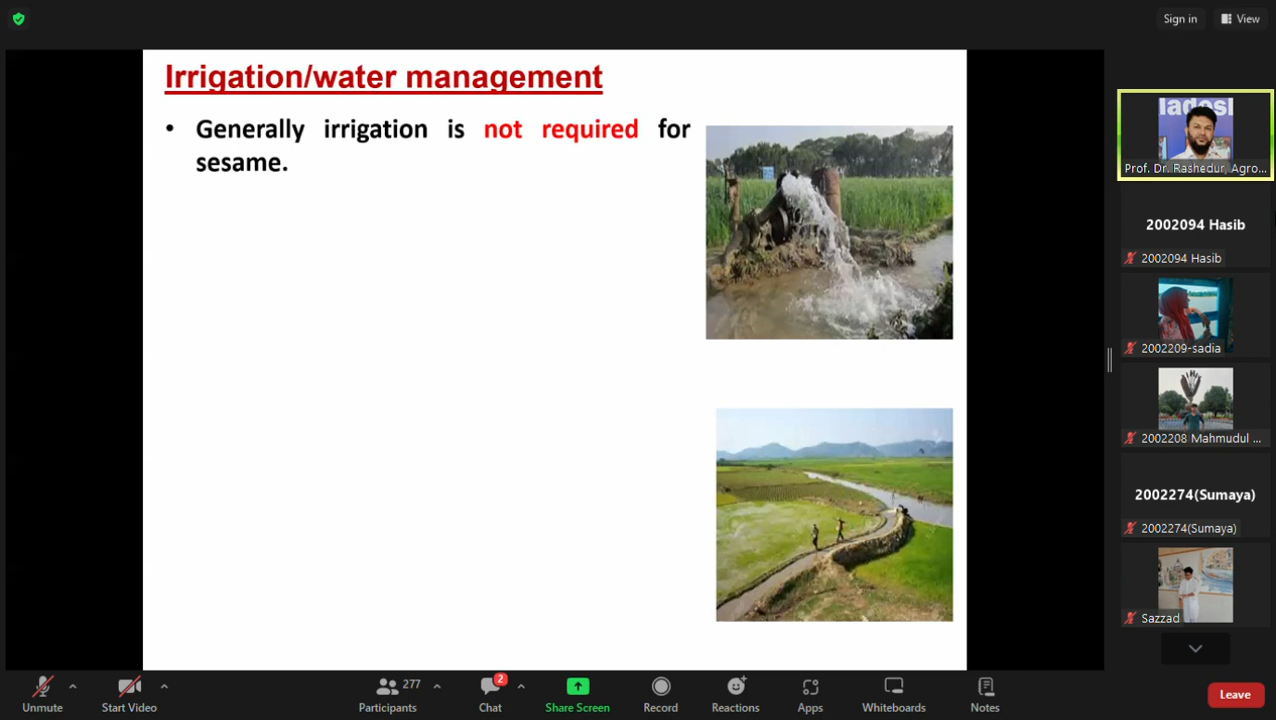 Sign in
View
Irrigation/water management
• Generally irrigation is not required for
sesame.
ladesl
Prof. Dr. Rashedur, Agro...
2002094 Hasib
2002094 Hasib
2002209-sadia
2002208 Mahmudul ...
2002274(Sumaya)
2002274(Sumaya)
Sazzad
Unmute
Start Video
277
Participants
2
Chat
Share Screen
Record
Reactions
Apps
Whiteboards
Notes
Leave